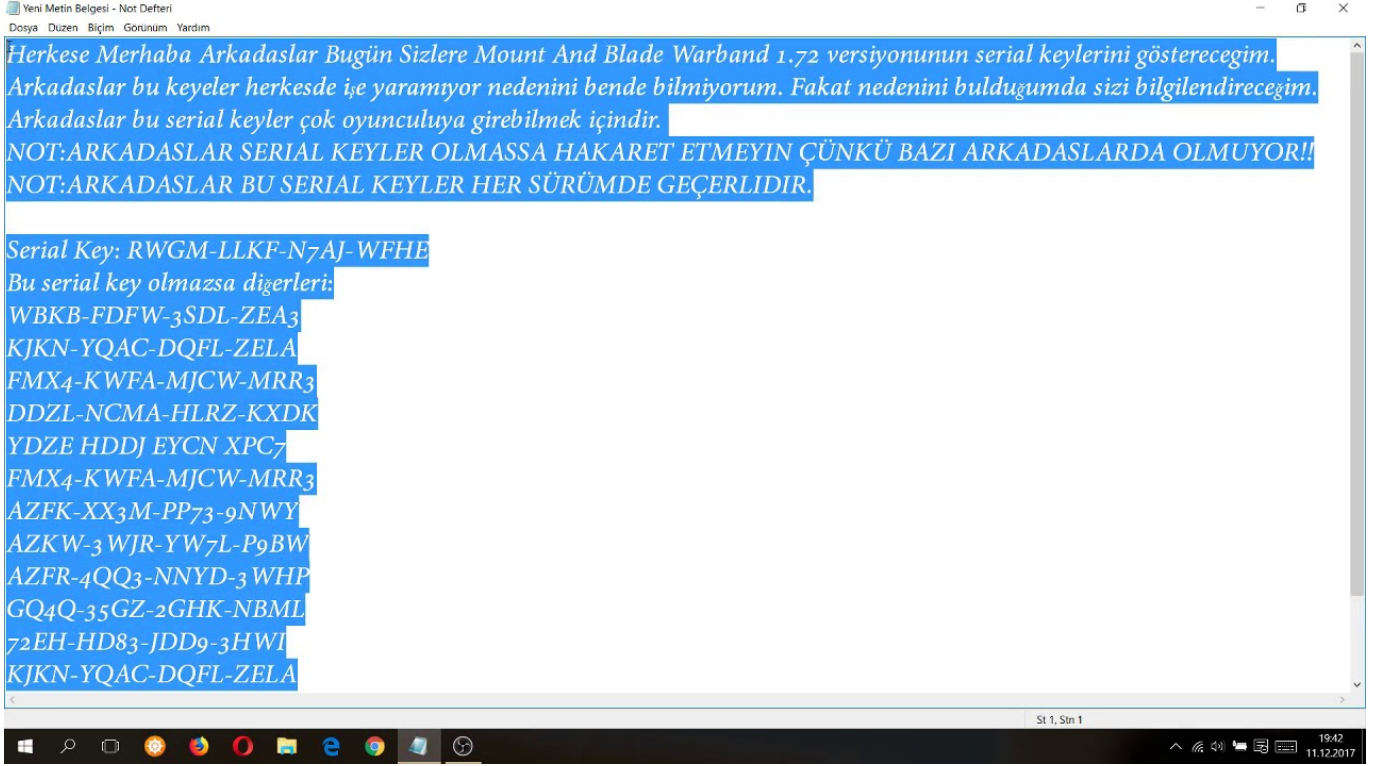 Yeni Metin Belgesi - Not Defteri
Dosya Düzen Biçim Görünüm Yardım
Herkese Merhaba Arkadaslar Bugün Sizlere Mount And Blade Warband 1.72 versiyonunun serial keylerini gösterecegim.
Arkadaslar bu keyeler herkesde işe yaramıyor nedenini bende bilmiyorum. Fakat nedenini bulduğumda sizi bilgilendireceğim.
Arkadaslar bu serial keyler çok oyunculuya girebilmek içindir.
NOT:ARKADASLAR SERIAL KEYLER OLMASSA HAKARET ETMEYIN ÇÜNKÜ BAZI ARKADASLARDA OLMUYOR!!
NOT:ARKADASLAR BU SERIAL KEYLER HER SÜRÜMDE GEÇERLIDIR.
Serial Key: RWGM-LLKF-N7AJ-WFHE
Bu serial key olmazsa diğerleri:
WBKB-FDFW-3SDL-ZEA3
KJKN-YQAC-DQFL-ZELA
FMX4-KWFA-MJCW-MRR3
DDZL-NCMA-HLRZ-KXDK
YDZE HDDJ EYCN XPC7
FMX4-KWFA-MJCW-MRR3
AZFK-XX3M-PP73-9NWY
AZKW-3WJR-YW7L-P9BW
AZFR-4QQ3-NNYD-3WHP
GQ4Q-35GZ-2GHK-NBML
72EH-HD83-JDD9-3HWI
KJKN-YQAC-DQFL-ZELA
St 1, Stn 1
19:42
11.12.2017